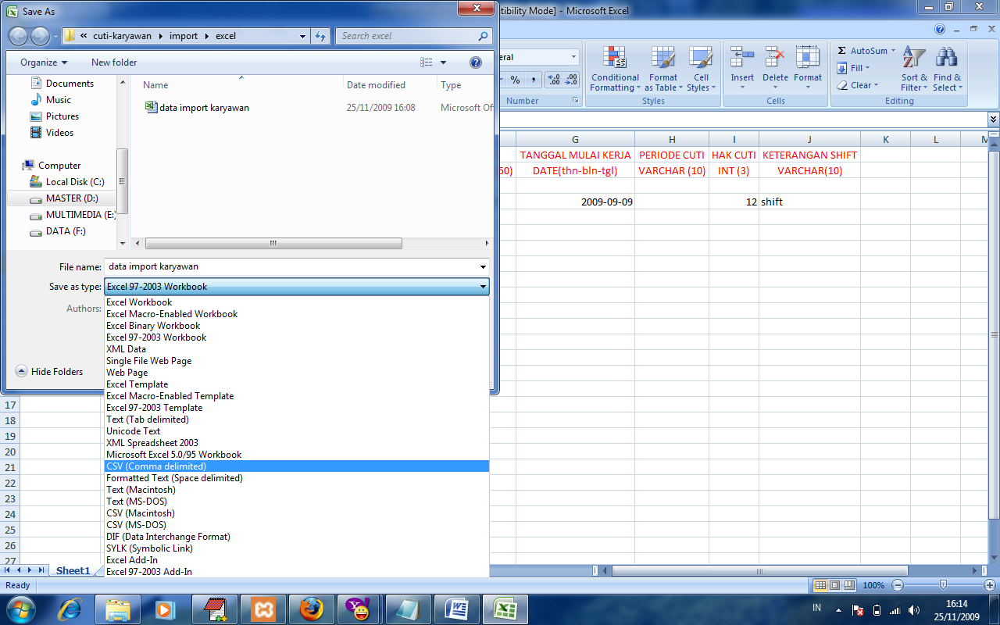 Save As
tibility Mode] - Microsoft Excel
« cuti-karyawan import excel
Search excel
Organize
New folder
Documents
Music
Pictures
Videos
Computer
Local Disk (C:)
MASTER (D:)
MULTIMEDIA (E:)
DATA (F:)
Name
Date modified
Type
data import karyawan
25/11/2009 16:08
Microsoft Of
File name:
data import karyawan
Save as type:
Excel 97-2003 Workbook
Authors:
Hide Folders
Excel Workbook
Excel Macro-Enabled Workbook
Excel Binary Workbook
Excel 97-2003 Workbook
XML Data
Single File Web Page
Web Page
Excel Template
Excel Macro-Enabled Template
Excel 97-2003 Template
Text (Tab delimited)
Unicode Text
XML Spreadsheet 2003
Microsoft Excel 5.0/95 Workbook
CSV (Comma delimited)
Formatted Text (Space delimited)
Text (Macintosh)
Text (MS-DOS)
CSV (Macintosh)
CSV (MS-DOS)
DIF (Data Interchange Format)
SYLK (Symbolic Link)
Excel Add-In
Excel 97-2003 Add-In
eral
% ,
Number
Conditional Formatting
Format as Table
Cell Styles
Styles
Insert
Delete
Format
Cells
Σ AutoSum
Fill
Clear
Sort & Filter
Find & Select
Editing
G H I J K L M
TANGGAL MULAI KERJA PERIODE CUTI HAK CUTI KETERANGAN SHIFT
50) DATE(thn-bln-tgl) VARCHAR (10) INT (3) VARCHAR(10)
2009-09-09 12 shift
17
18
19
20
21
22
23
24
25
26
27
Sheet1
Ready
100%
IN
16:14
25/11/2009